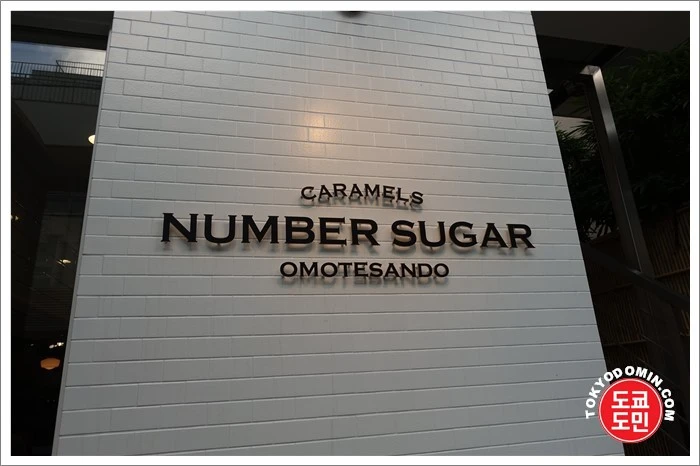 CARAMELS
NUMBER SUGAR
OMOTESANDO
TOKYODOMIN.COM
도쿄
도민